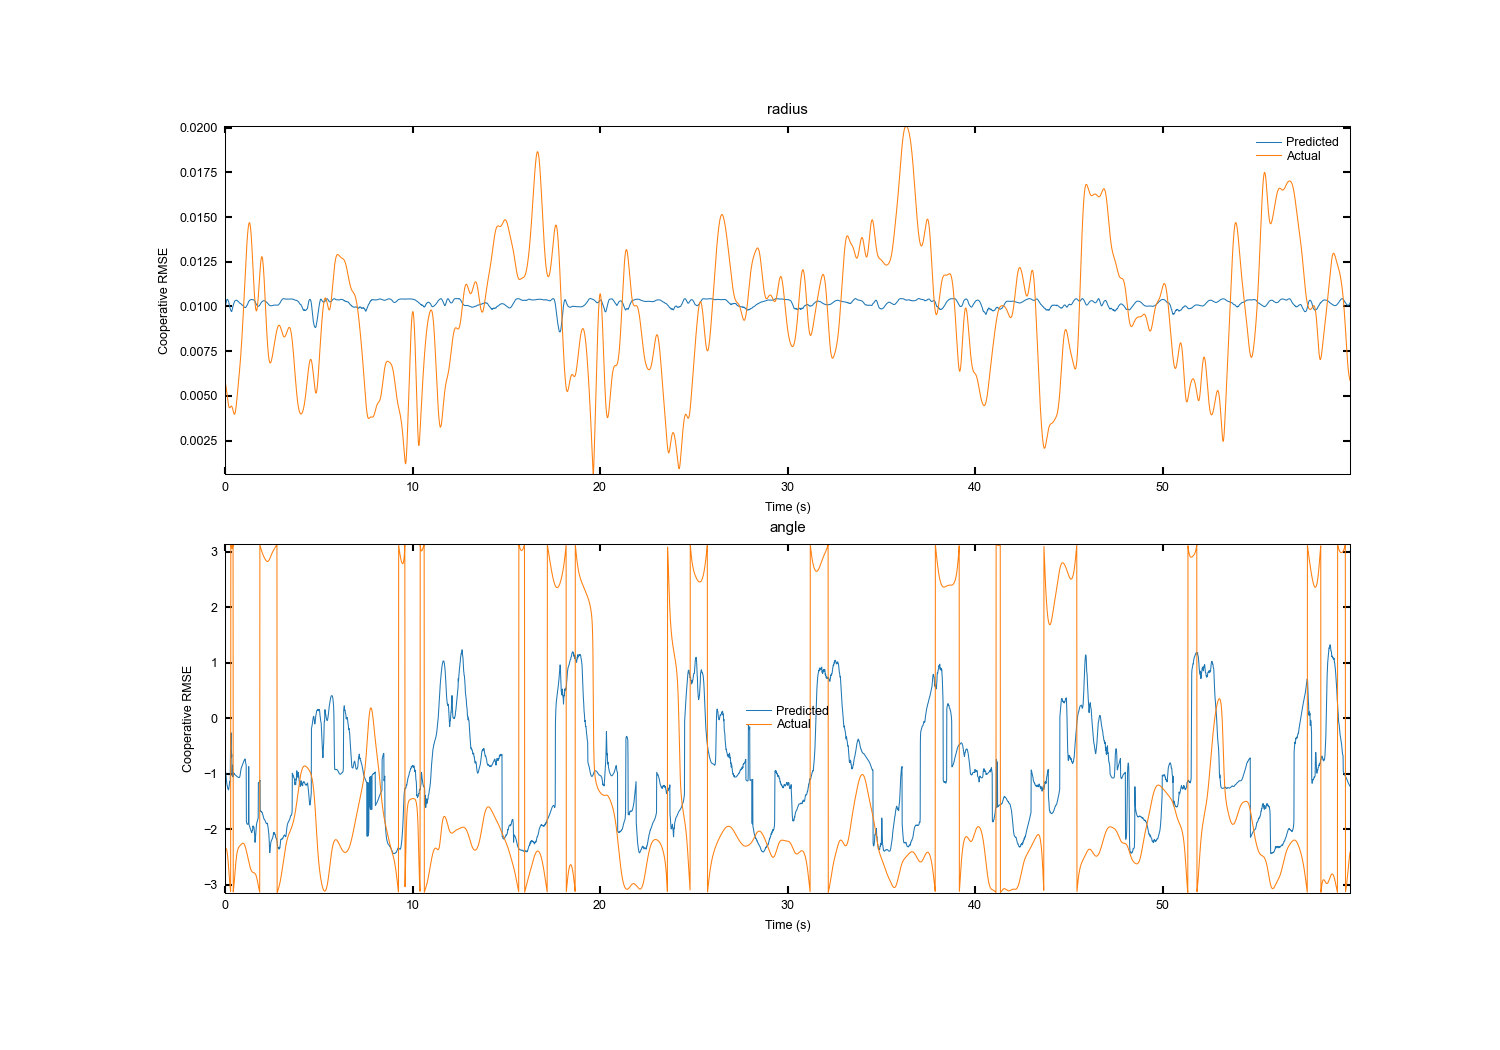 radius
0.0200
0.0175
0.0150
0.0125
0.0100
0.0075
0.0050
0.0025
Cooperative RMSE
Predicted
Actual
0 10 20 30 40 50
Time (s)
angle
3
2
1
0
−1
−2
−3
Cooperative RMSE
Predicted
Actual
0 10 20 30 40 50
Time (s)